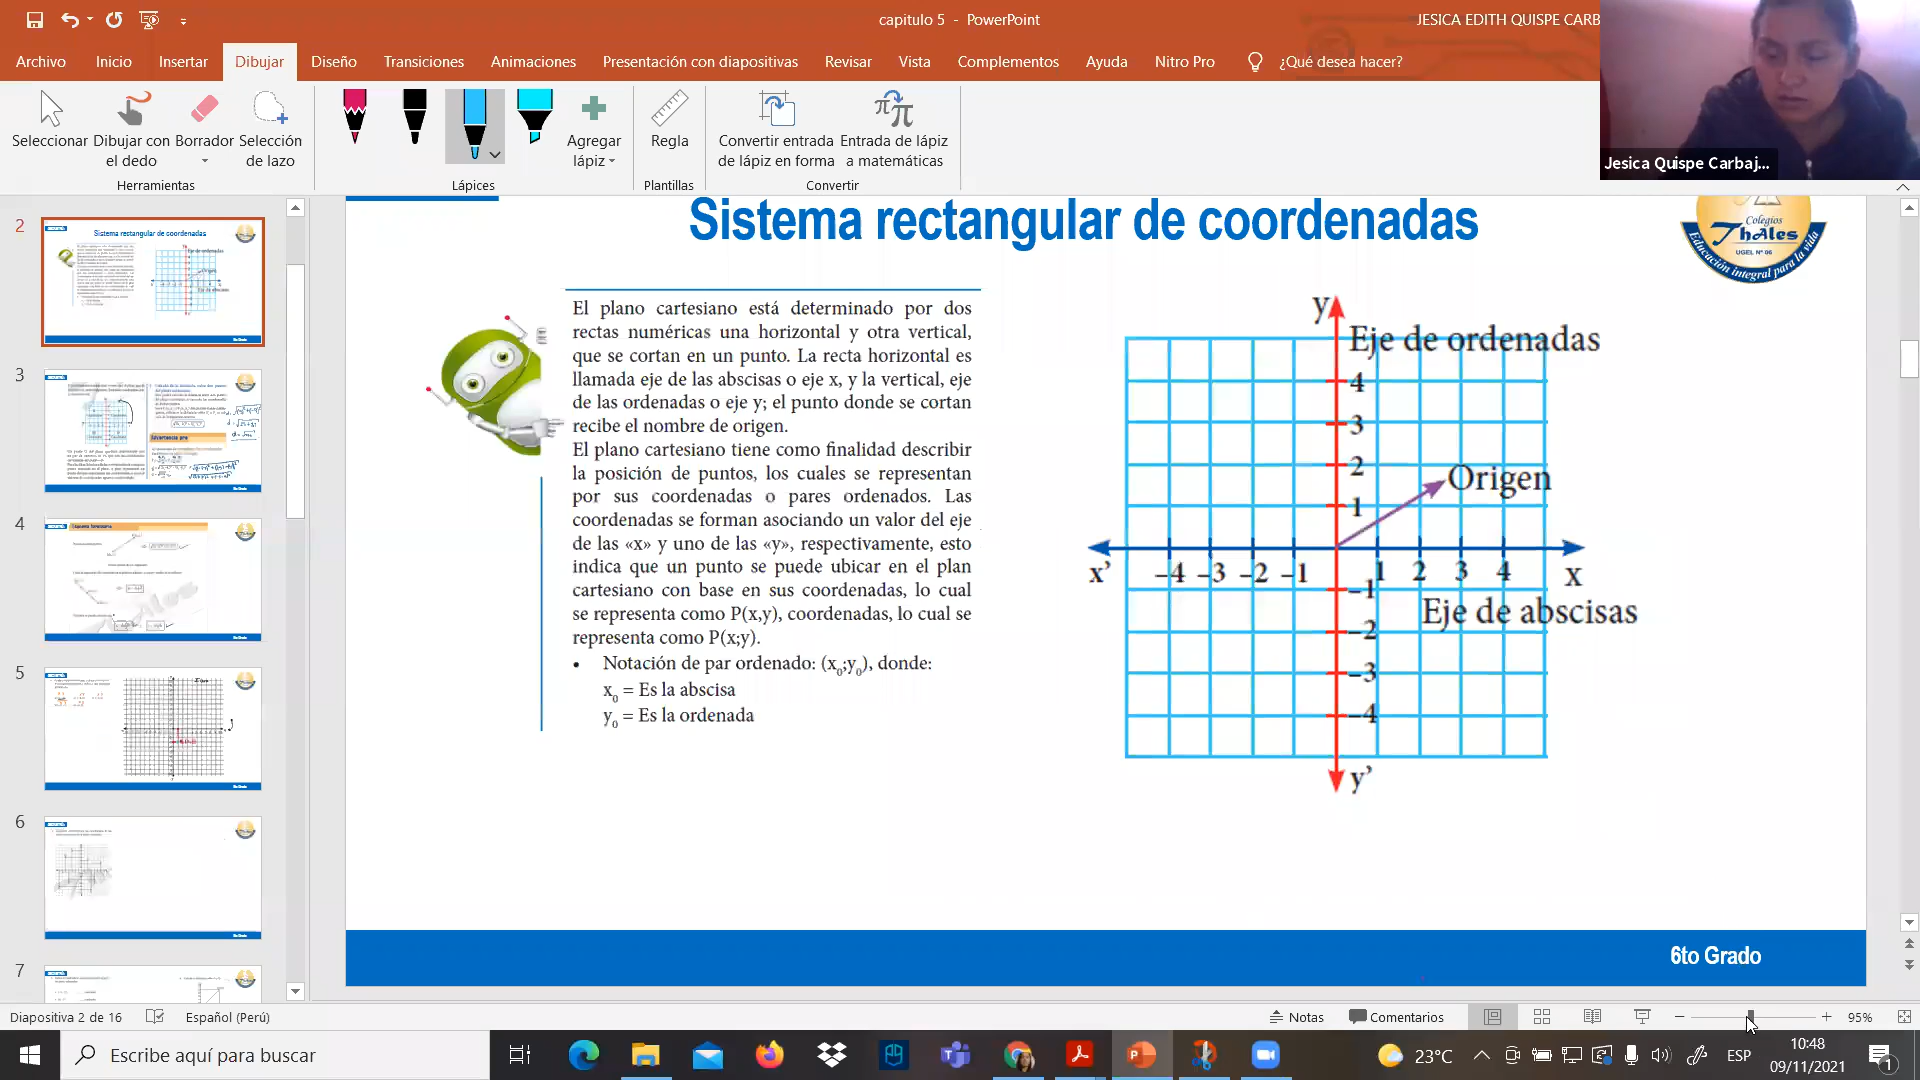 capitulo 5 - PowerPoint
JESICA EDITH QUISPE CARB
Archivo Inicio Insertar Dibujar Diseño Transiciones Animaciones Presentación con diapositivas Revisar Vista Complementos Ayuda Nitro Pro ¿Qué desea hacer?
Seleccionar Dibujar con el dedo Borrador Selección de lazo
Agregar lápiz
Regla
Convertir entrada de lápiz en forma
Entrada de lápiz a matemáticas
Herramientas Lápices Plantillas Convertir
Jesica Quispe Carbaj...
2
Sistema rectangular de coordenadas
3
4
5
6
7
Sistema rectangular de coordenadas
Colegios
Thales
UGEL Nº 06
Educación integral para la vida
El plano cartesiano está determinado por dos
rectas numéricas una horizontal y otra vertical,
que se cortan en un punto. La recta horizontal es
llamada eje de las abscisas o eje x, y la vertical, eje
de las ordenadas o eje y; el punto donde se cortan
recibe el nombre de origen.
El plano cartesiano tiene como finalidad describir
la posición de puntos, los cuales se representan
por sus coordenadas o pares ordenados. Las
coordenadas se forman asociando un valor del eje
de las «x» y uno de las «y», respectivamente, esto
indica que un punto se puede ubicar en el plan
cartesiano con base en sus coordenadas, lo cual
se representa como P(x,y), coordenadas, lo cual se
representa como P(x;y).
• Notación de par ordenado: (x₀;y₀), donde:
x₀ = Es la abscisa
y₀ = Es la ordenada
y
Eje de ordenadas
4
3
2
Origen
1
x' –4 –3 –2 –1 1 2 3 4 x
–1
Eje de abscisas
–2
–3
–4
y'
6to Grado
Diapositiva 2 de 16 Español (Perú) Notas Comentarios 95%
Escribe aquí para buscar
23°C
ESP
10:48
09/11/2021
1